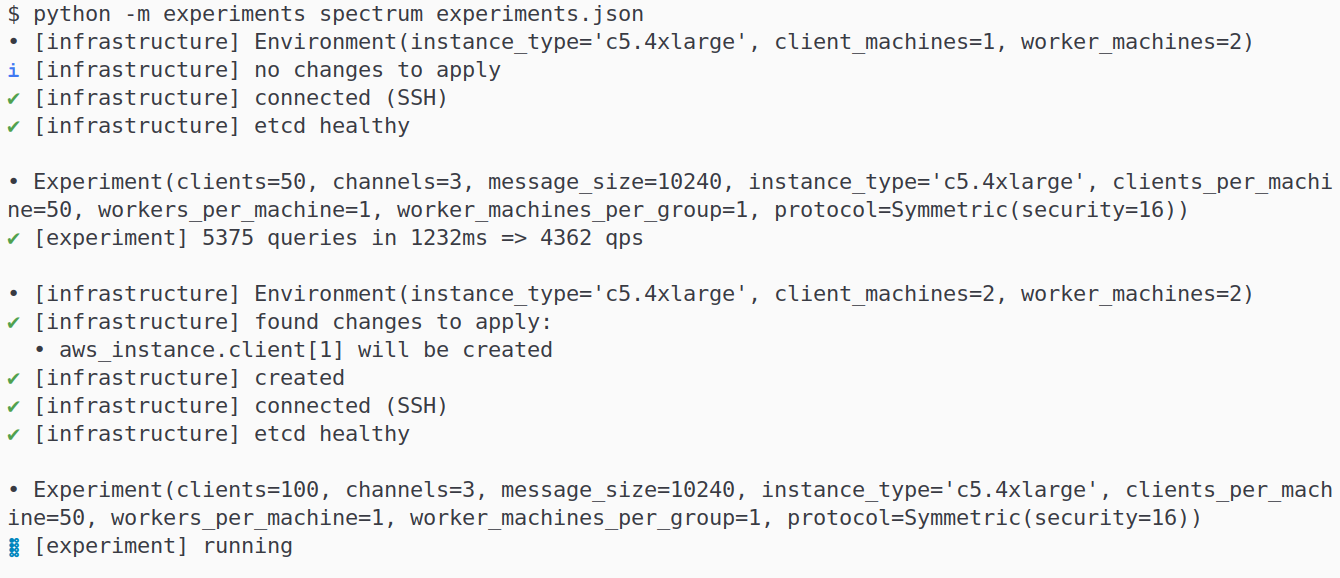 $ python -m experiments spectrum experiments.json
• [infrastructure] Environment(instance_type='c5.4xlarge', client_machines=1, worker_machines=2)
i [infrastructure] no changes to apply
✔ [infrastructure] connected (SSH)
✔ [infrastructure] etcd healthy
• Experiment(clients=50, channels=3, message_size=10240, instance_type='c5.4xlarge', clients_per_machi
ne=50, workers_per_machine=1, worker_machines_per_group=1, protocol=Symmetric(security=16))
✔ [experiment] 5375 queries in 1232ms => 4362 qps
• [infrastructure] Environment(instance_type='c5.4xlarge', client_machines=2, worker_machines=2)
✔ [infrastructure] found changes to apply:
• aws_instance.client[1] will be created
✔ [infrastructure] created
✔ [infrastructure] connected (SSH)
✔ [infrastructure] etcd healthy
• Experiment(clients=100, channels=3, message_size=10240, instance_type='c5.4xlarge', clients_per_mach
ine=50, workers_per_machine=1, worker_machines_per_group=1, protocol=Symmetric(security=16))
⣿ [experiment] running